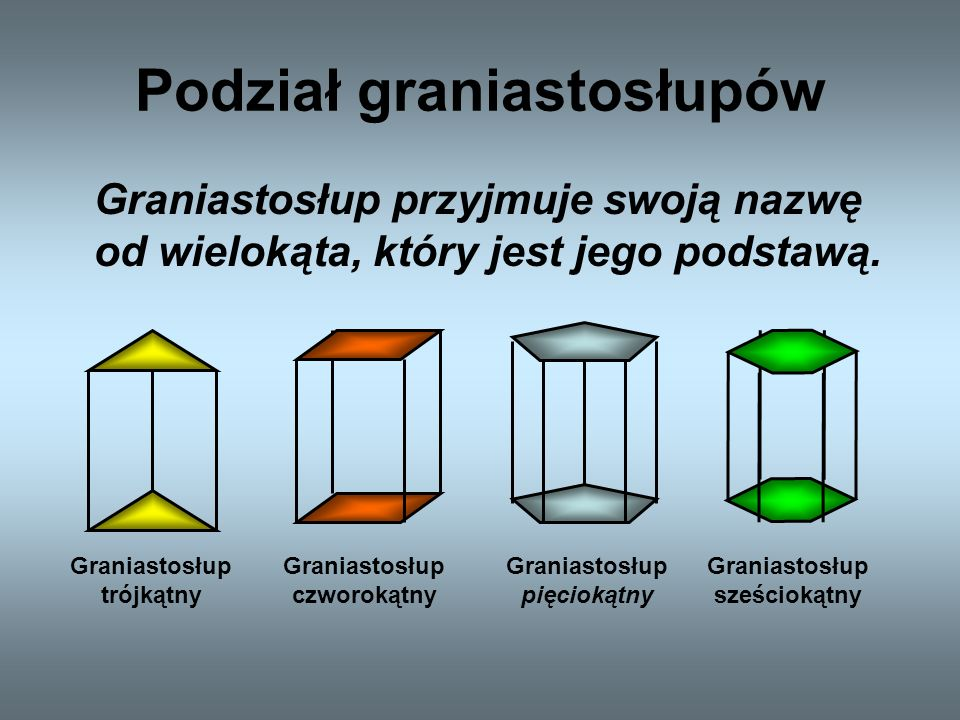 Podział graniastosłupów
Graniastosłup przyjmuje swoją nazwę
od wielokąta, który jest jego podstawą.
Graniastosłup
trójkątny
Graniastosłup
czworokątny
Graniastosłup
pięciokątny
Graniastosłup
sześciokątny